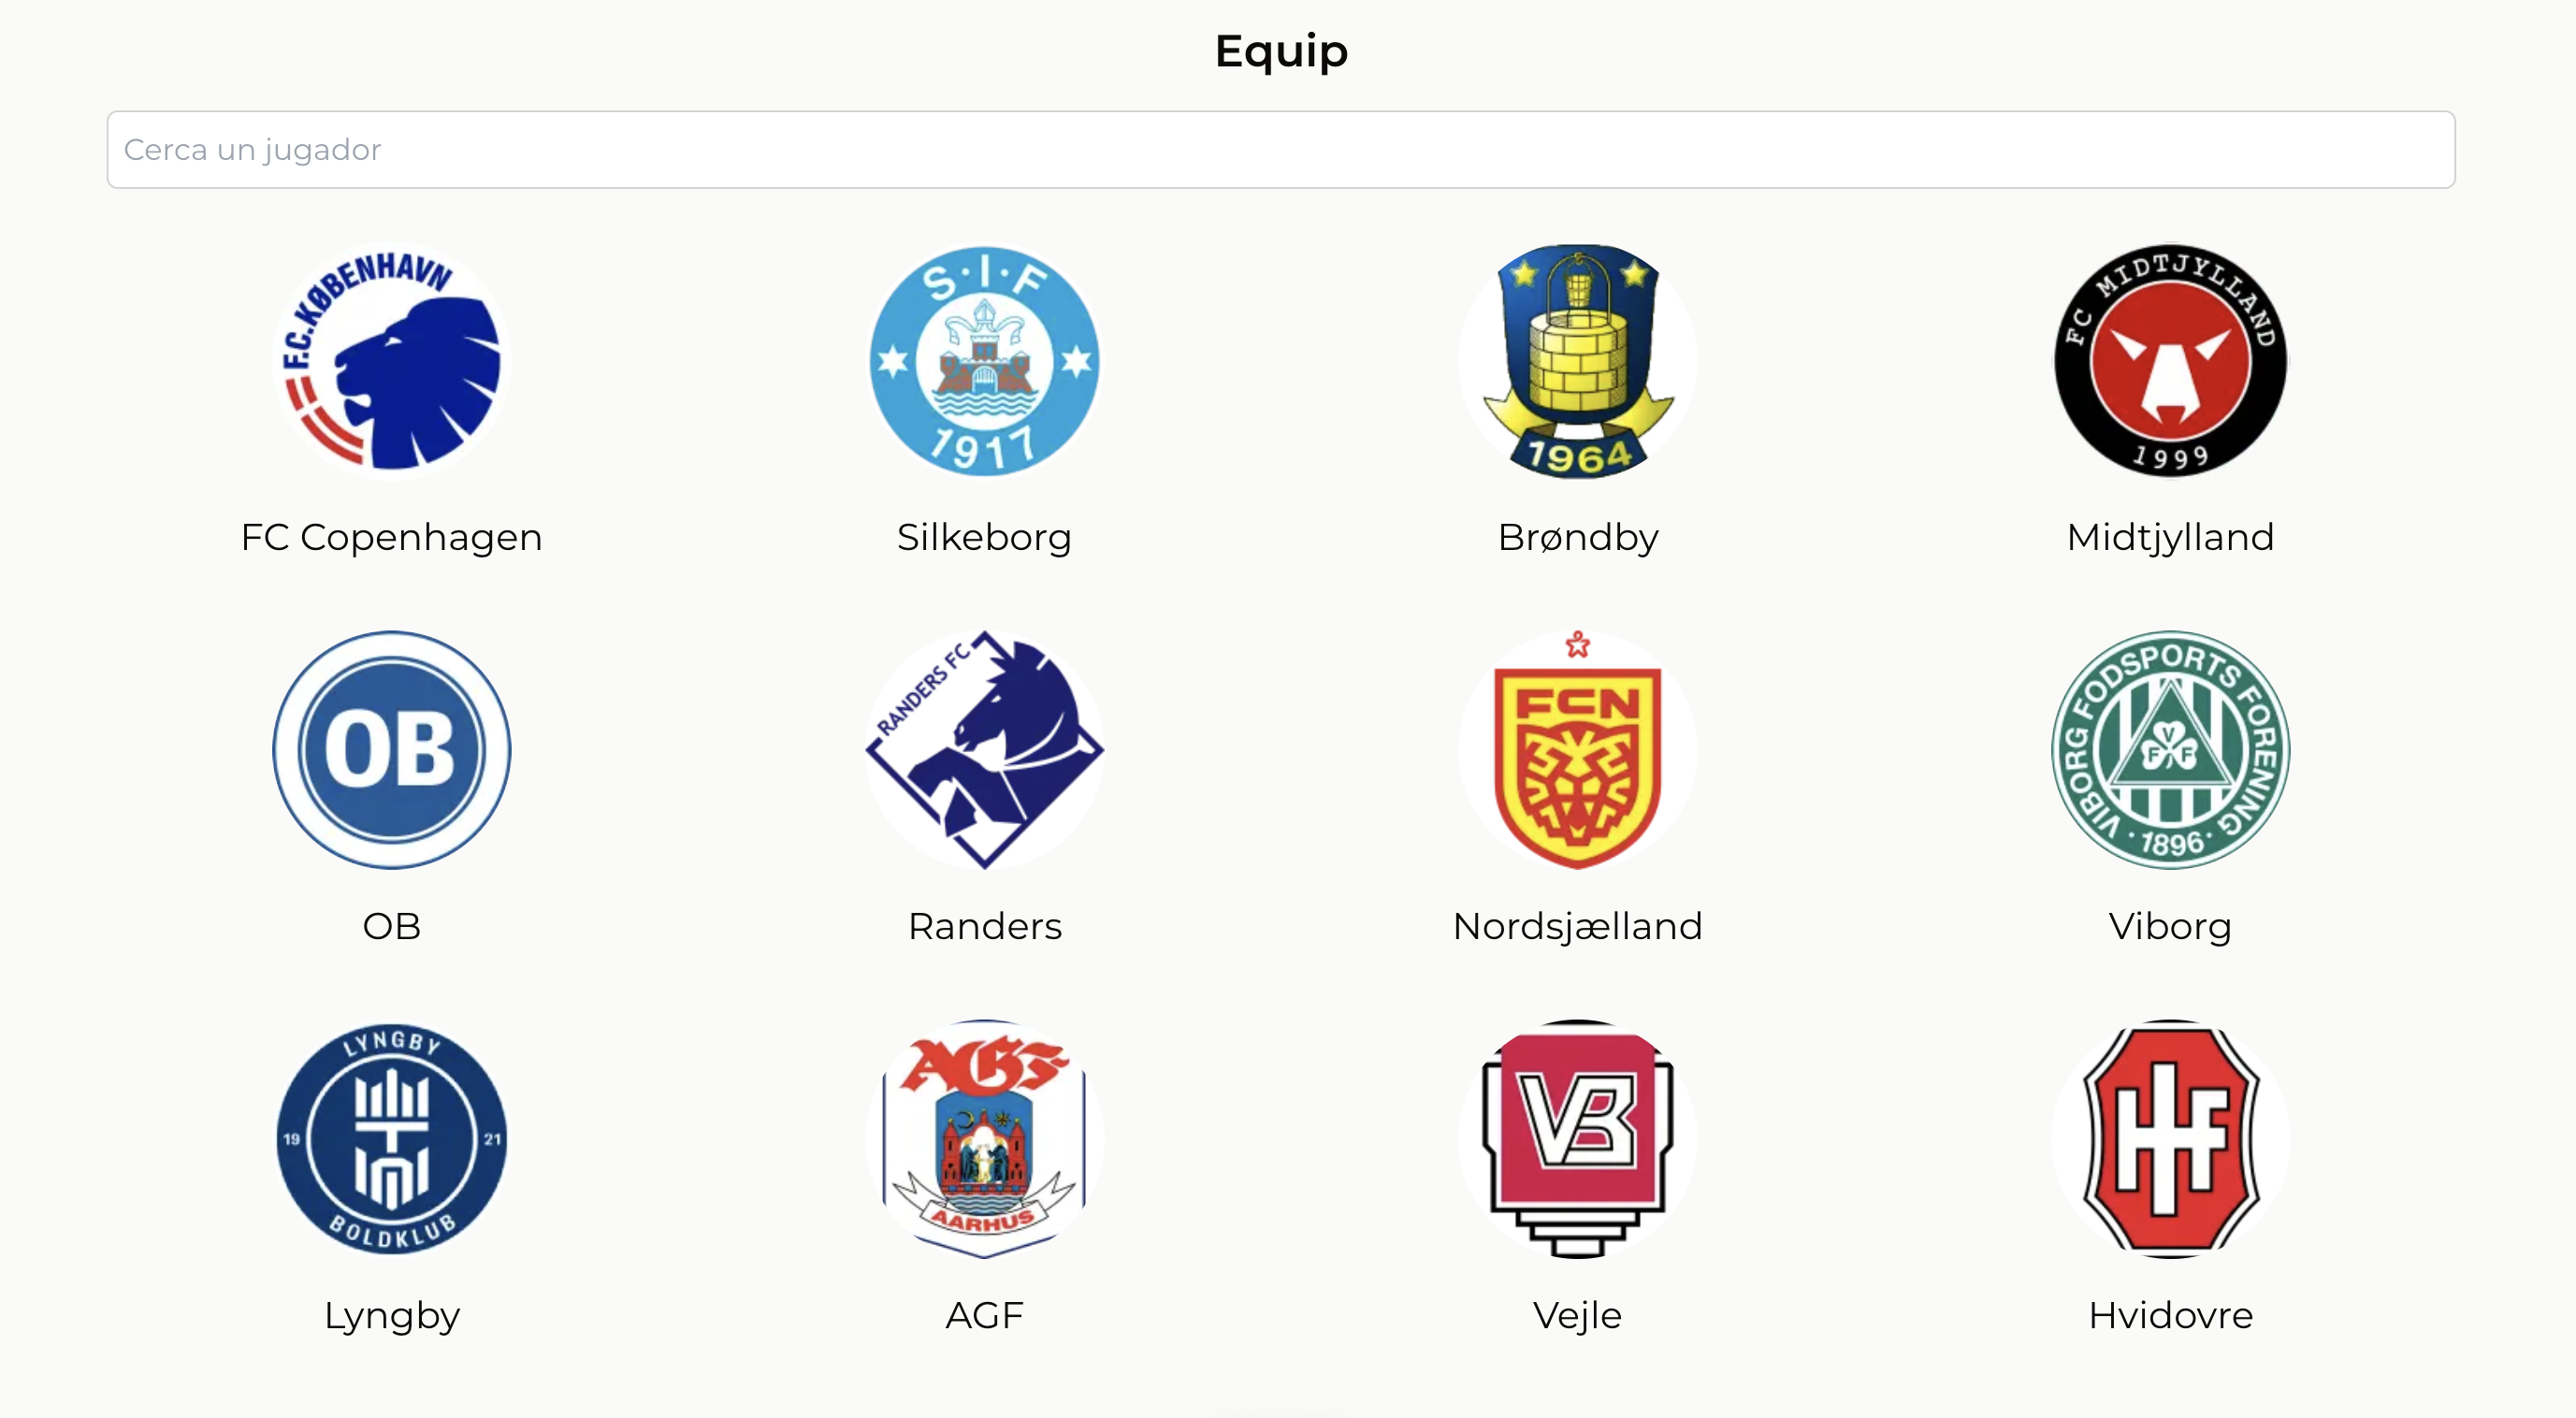 Equip
Cerca un jugador
F.C. KØBENHAVN
S·I·F
1917
1964
FC MIDTJYLLAND
1999
FC Copenhagen
Silkeborg
Brøndby
Midtjylland
OB
RANDERS FC
FCN
VIBORG FODSPORTS FORENING
VFF
·1896·
OB
Randers
Nordsjælland
Viborg
LYNGBY
19 21
BOLDKLUB
AGF
AARHUS
VB
HIF
Lyngby
AGF
Vejle
Hvidovre